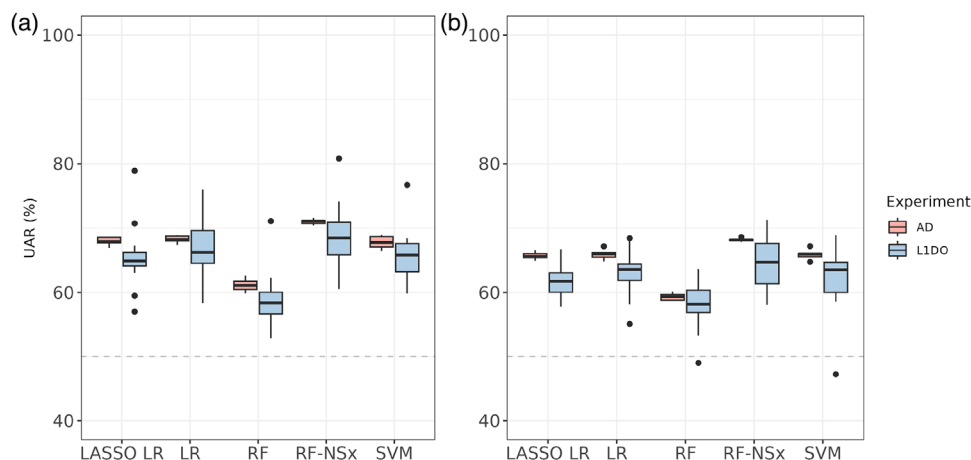 (a)
100
80
60
40
UAR (%)
LASSO LR LR RF RF-NSx SVM
(b)
100
80
60
40
LASSO LR LR RF RF-NSx SVM
Experiment
AD
L1DO